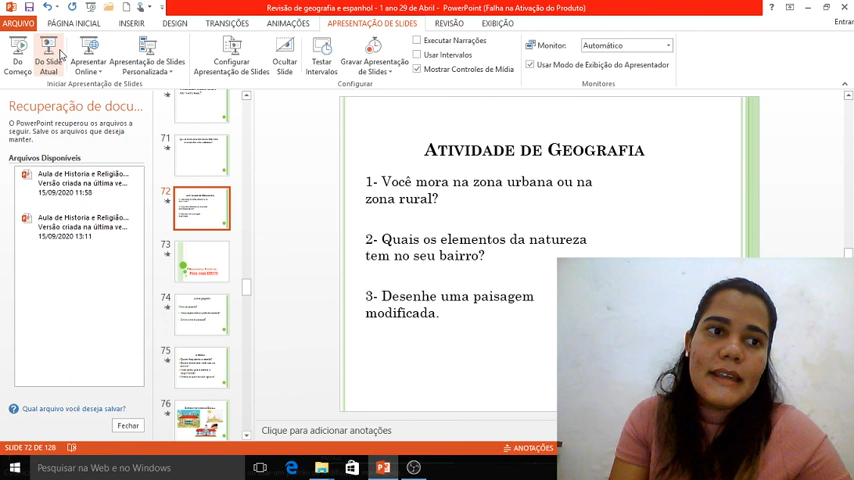 Revisão de geografia e espanhol - 1 ano 29 de Abril - PowerPoint (Falha na Ativação do Produto)
ARQUIVO PÁGINA INICIAL INSERIR DESIGN TRANSIÇÕES ANIMAÇÕES APRESENTAÇÃO DE SLIDES REVISÃO EXIBIÇÃO Entrar
Do Começo
Do Slide Atual
Apresentar Online
Apresentação de Slides Personalizada
Iniciar Apresentação de Slides
Configurar Apresentação de Slides
Ocultar Slide
Testar Intervalos
Gravar Apresentação de Slides
Executar Narrações
Usar Intervalos
Mostrar Controles de Mídia
Configurar
Monitor: Automático
Usar Modo de Exibição do Apresentador
Monitores
Recuperação de docu...
O PowerPoint recuperou os arquivos a
seguir. Salve os arquivos que deseja
manter.
Arquivos Disponíveis
Aula de Historia e Religião...
Versão criada na última ve...
15/09/2020 11:58
Aula de Historia e Religião...
Versão criada na última ve...
15/09/2020 13:11
Qual arquivo você deseja salvar?
Fechar
71
72
73
74
75
76
ATIVIDADE DE GEOGRAFIA
1- Você mora na zona urbana ou na
zona rural?
2- Quais os elementos da natureza
tem no seu bairro?
3- Desenhe uma paisagem
modificada.
Clique para adicionar anotações
SLIDE 72 DE 128
ANOTAÇÕES
Pesquisar na Web e no Windows